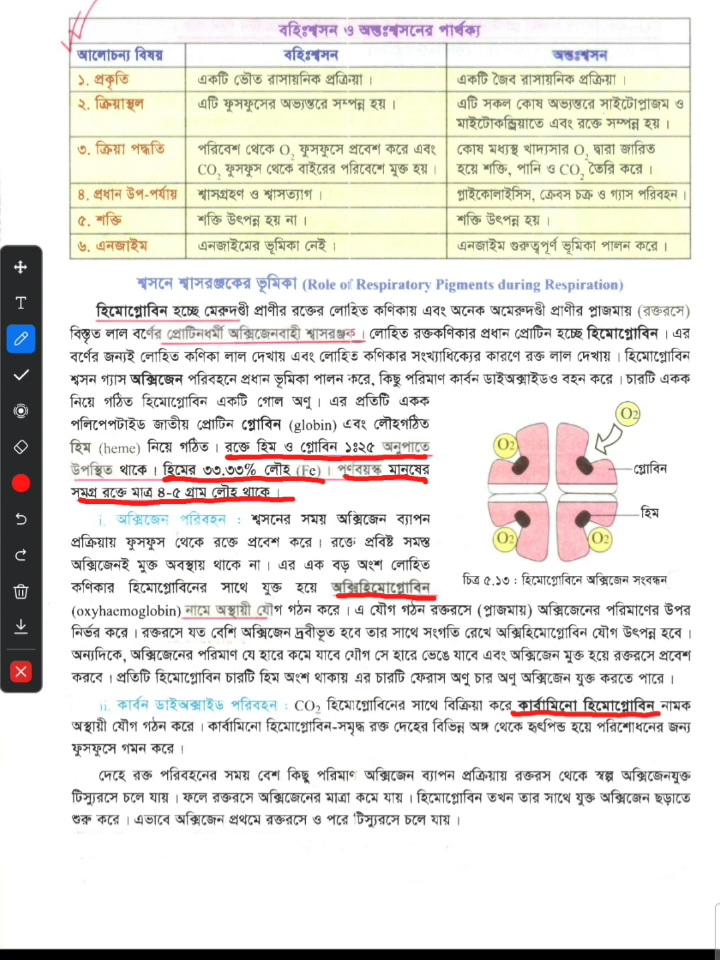 বহিঃশ্বসন ও অন্তঃশ্বসনের পার্থক্য
আলোচ্য বিষয় বহিঃশ্বসন অন্তঃশ্বসন
১. প্রকৃতি একটি ভৌত রাসায়নিক প্রক্রিয়া। একটি জৈব রাসায়নিক প্রক্রিয়া।
২. ক্রিয়াস্থল এটি ফুসফুসের অভ্যন্তরে সম্পন্ন হয়। এটি সকল কোষ অভ্যন্তরে সাইটোপ্লাজম ও
মাইটোকন্ড্রিয়াতে এবং রক্তে সম্পন্ন হয়।
৩. ক্রিয়া পদ্ধতি পরিবেশ থেকে O₂ ফুসফুসে প্রবেশ করে এবং কোষ মধ্যস্থ খাদ্যসার O₂ দ্বারা জারিত
CO₂ ফুসফুস থেকে বাইরের পরিবেশে মুক্ত হয়। হয়ে শক্তি, পানি ও CO₂ তৈরি করে।
৪. প্রধান উপ-পর্যায় শ্বাসগ্রহণ ও শ্বাসত্যাগ। গ্লাইকোলাইসিস, ক্রেবস চক্র ও গ্যাস পরিবহন।
৫. শক্তি শক্তি উৎপন্ন হয় না। শক্তি উৎপন্ন হয়।
৬. এনজাইম এনজাইমের ভূমিকা নেই। এনজাইম গুরুত্বপূর্ণ ভূমিকা পালন করে।
শ্বসনে শ্বাসরঞ্জকের ভূমিকা (Role of Respiratory Pigments during Respiration)
হিমোগ্লোবিন হচ্ছে মেরুদণ্ডী প্রাণীর রক্তের লোহিত কণিকায় এবং অনেক অমেরুদণ্ডী প্রাণীর প্লাজমায় (রক্তরসে)
বিস্তৃত লাল বর্ণের প্রোটিনধর্মী অক্সিজেনবাহী শ্বাসরঞ্জক। লোহিত রক্তকণিকার প্রধান প্রোটিন হচ্ছে হিমোগ্লোবিন। এর
বর্ণের জন্যই লোহিত কণিকা লাল দেখায় এবং লোহিত কণিকার সংখ্যাধিক্যের কারণে রক্ত লাল দেখায়। হিমোগ্লোবিন
শ্বসন গ্যাস অক্সিজেন পরিবহনে প্রধান ভূমিকা পালন করে, কিছু পরিমাণ কার্বন ডাইঅক্সাইডও বহন করে। চারটি একক
নিয়ে গঠিত হিমোগ্লোবিন একটি গোল অণু। এর প্রতিটি একক
পলিপেপটাইড জাতীয় প্রোটিন গ্লোবিন (globin) এবং লৌহগঠিত
হিম (heme) নিয়ে গঠিত। রক্তে হিম ও গ্লোবিন ১ঃ২৫ অনুপাতে
উপস্থিত থাকে। হিমের ৩৩.৩৩% লৌহ (Fe)। পূর্ণবয়স্ক মানুষের
সমগ্র রক্তে মাত্র ৪-৫ গ্রাম লৌহ থাকে।
O₂
O₂
গ্লোবিন
হিম
O₂ O₂
চিত্র ৫.১৩ : হিমোগ্লোবিনে অক্সিজেন সংবন্ধন
i. অক্সিজেন পরিবহন : শ্বসনের সময় অক্সিজেন ব্যাপন
প্রক্রিয়ায় ফুসফুস থেকে রক্তে প্রবেশ করে। রক্তে প্রবিষ্ট সমস্ত
অক্সিজেনই মুক্ত অবস্থায় থাকে না। এর এক বড় অংশ লোহিত
কণিকার হিমোগ্লোবিনের সাথে যুক্ত হয়ে অক্সিহিমোগ্লোবিন
(oxyhaemoglobin) নামে অস্থায়ী যৌগ গঠন করে। এ যৌগ গঠন রক্তরসে (প্লাজমায়) অক্সিজেনের পরিমাণের উপর
নির্ভর করে। রক্তরসে যত বেশি অক্সিজেন দ্রবীভূত হবে তার সাথে সংগতি রেখে অক্সিহিমোগ্লোবিন যৌগ উৎপন্ন হবে।
অন্যদিকে, অক্সিজেনের পরিমাণ যে হারে কমে যাবে যৌগ সে হারে ভেঙে যাবে এবং অক্সিজেন মুক্ত হয়ে রক্তরসে প্রবেশ
করবে। প্রতিটি হিমোগ্লোবিন চারটি হিম অংশ থাকায় এর চারটি ফেরাস অণু চার অণু অক্সিজেন যুক্ত করতে পারে।
ii. কার্বন ডাইঅক্সাইড পরিবহন : CO₂ হিমোগ্লোবিনের সাথে বিক্রিয়া করে কার্বামিনো হিমোগ্লোবিন নামক
অস্থায়ী যৌগ গঠন করে। কার্বামিনো হিমোগ্লোবিন-সমৃদ্ধ রক্ত দেহের বিভিন্ন অঙ্গ থেকে হৃৎপিন্ড হয়ে পরিশোধনের জন্য
ফুসফুসে গমন করে।
দেহে রক্ত পরিবহনের সময় বেশ কিছু পরিমাণ অক্সিজেন ব্যাপন প্রক্রিয়ায় রক্তরস থেকে স্বল্প অক্সিজেনযুক্ত
টিস্যুরসে চলে যায়। ফলে রক্তরসে অক্সিজেনের মাত্রা কমে যায়। হিমোগ্লোবিন তখন তার সাথে যুক্ত অক্সিজেন ছড়াতে
শুরু করে। এভাবে অক্সিজেন প্রথমে রক্তরসে ও পরে টিস্যুরসে চলে যায়।
T